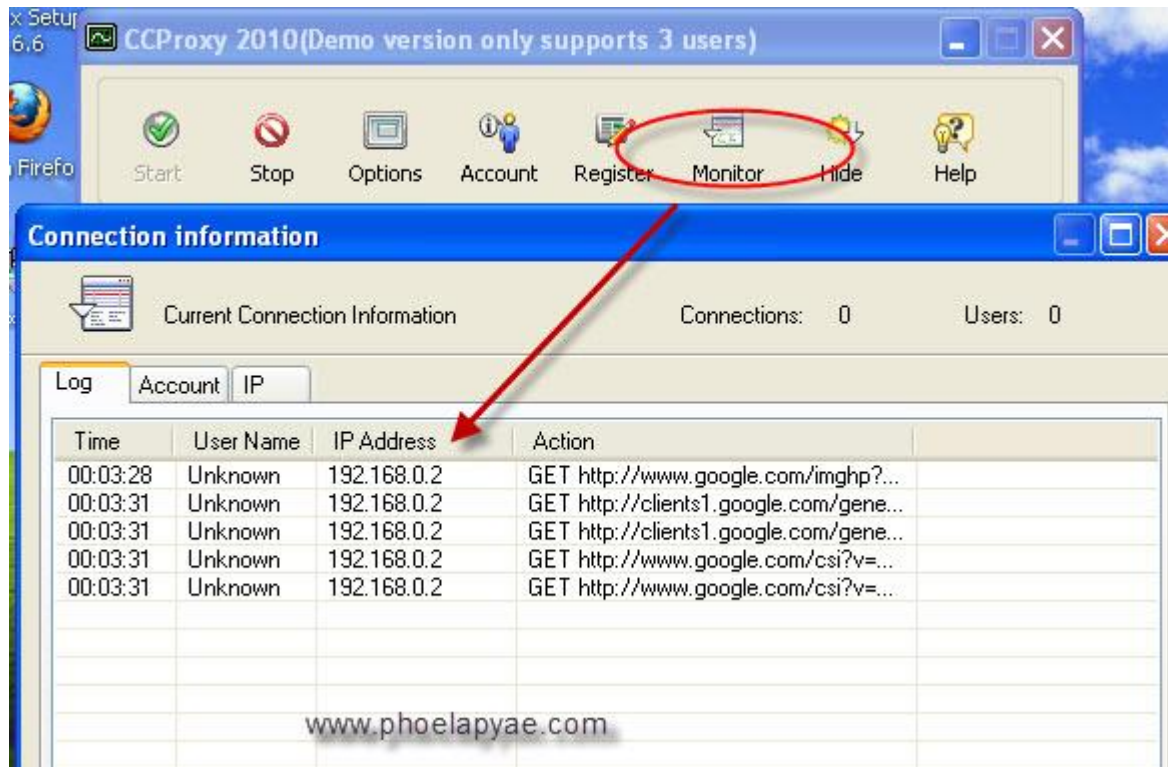 x Setup
6.6
CCProxy 2010(Demo version only supports 3 users)
Firefo
Start Stop Options Account Register Monitor Hide Help
Connection information
Current Connection Information Connections: 0 Users: 0
Log Account IP
Time User Name IP Address Action
00:03:28 Unknown 192.168.0.2 GET http://www.google.com/imghp?...
00:03:31 Unknown 192.168.0.2 GET http://clients1.google.com/gene...
00:03:31 Unknown 192.168.0.2 GET http://clients1.google.com/gene...
00:03:31 Unknown 192.168.0.2 GET http://www.google.com/csi?v=...
00:03:31 Unknown 192.168.0.2 GET http://www.google.com/csi?v=...
www.phoelapyae.com